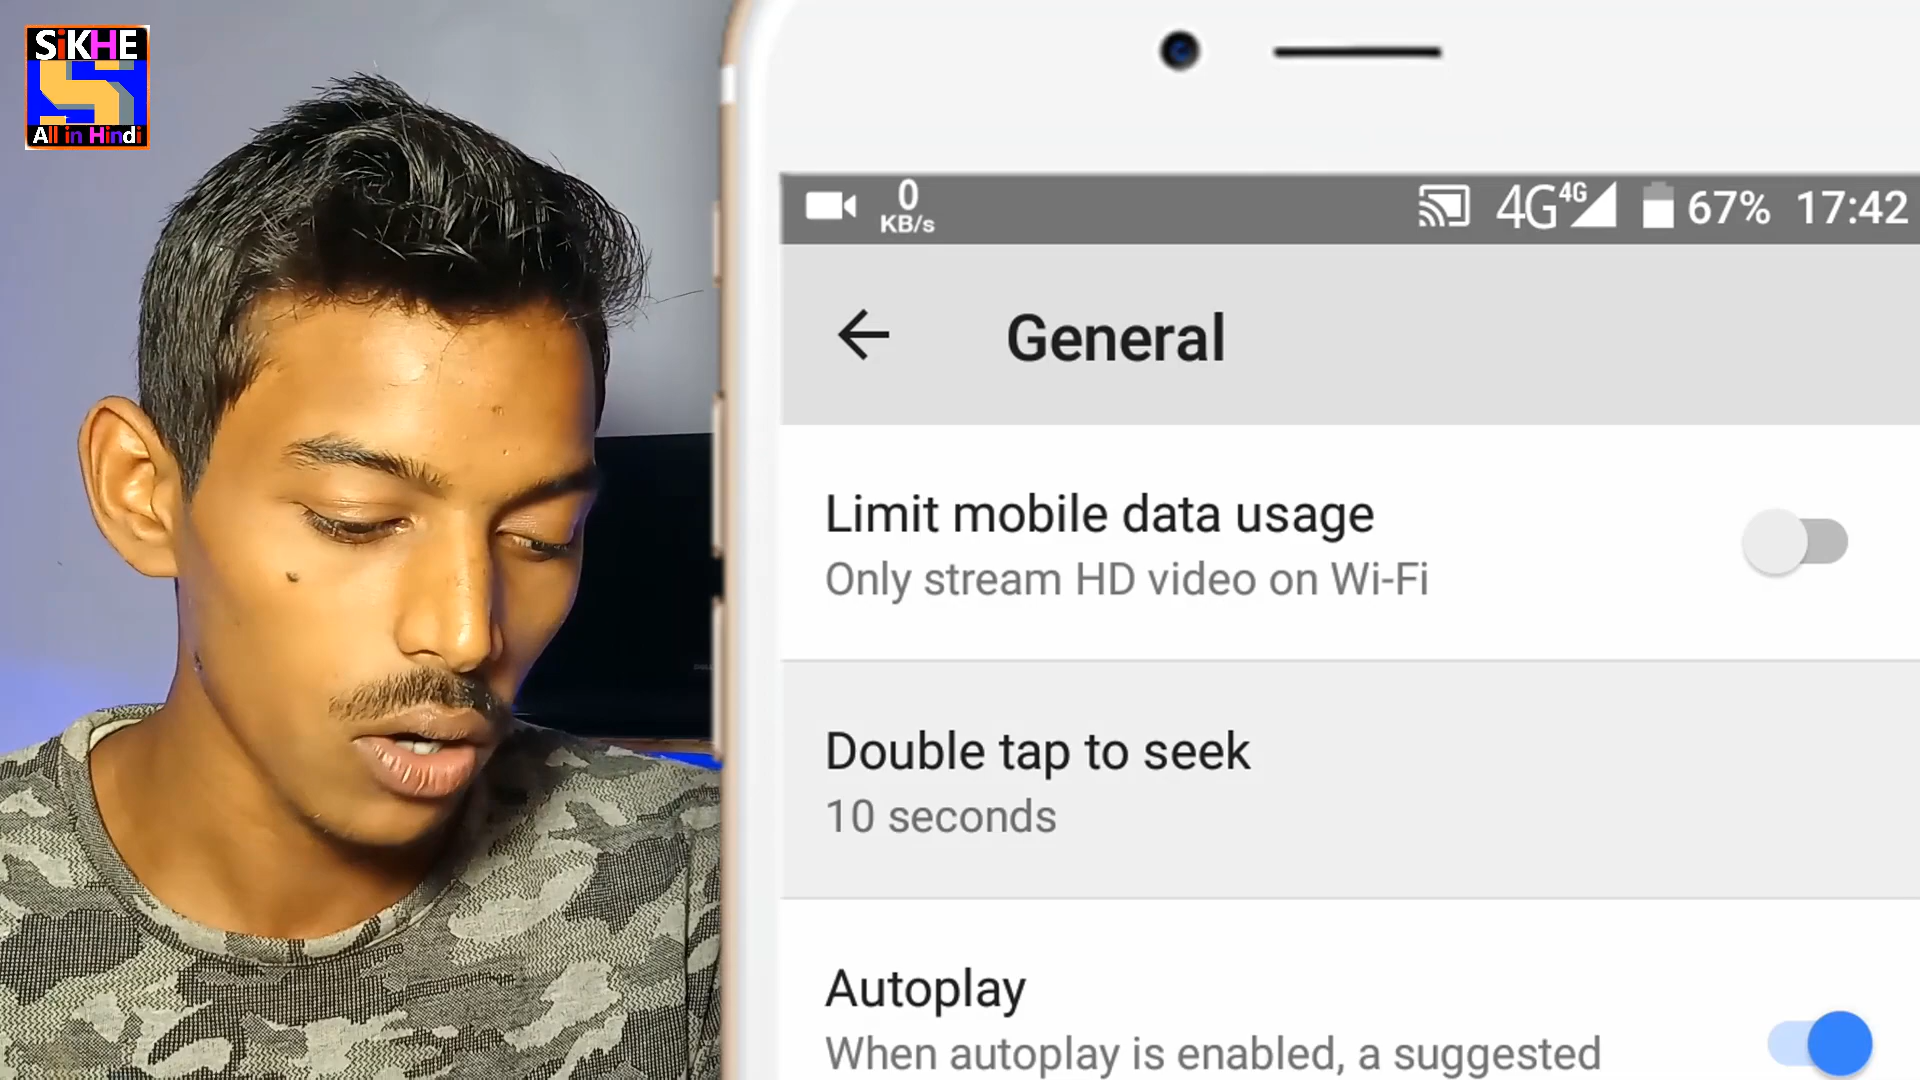 SiKHE
All in Hindi
0
KB/s
4G 4G 67% 17:42
General
Limit mobile data usage
Only stream HD video on Wi-Fi
Double tap to seek
10 seconds
Autoplay
When autoplay is enabled, a suggested